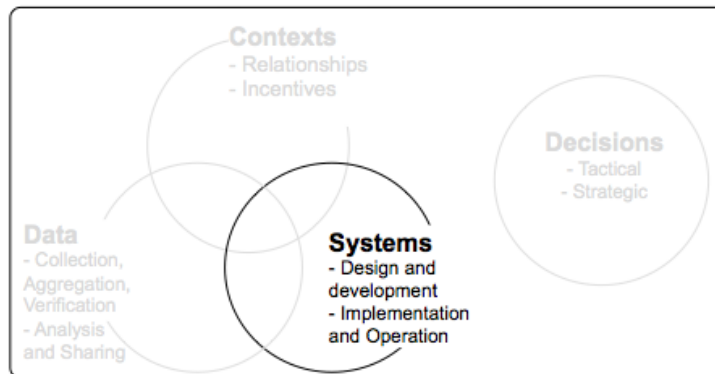 Contexts
- Relationships
- Incentives
Decisions
- Tactical
- Strategic
Data
- Collection,
Aggregation,
Verification
- Analysis
and Sharing
Systems
- Design and
development
- Implementation
and Operation